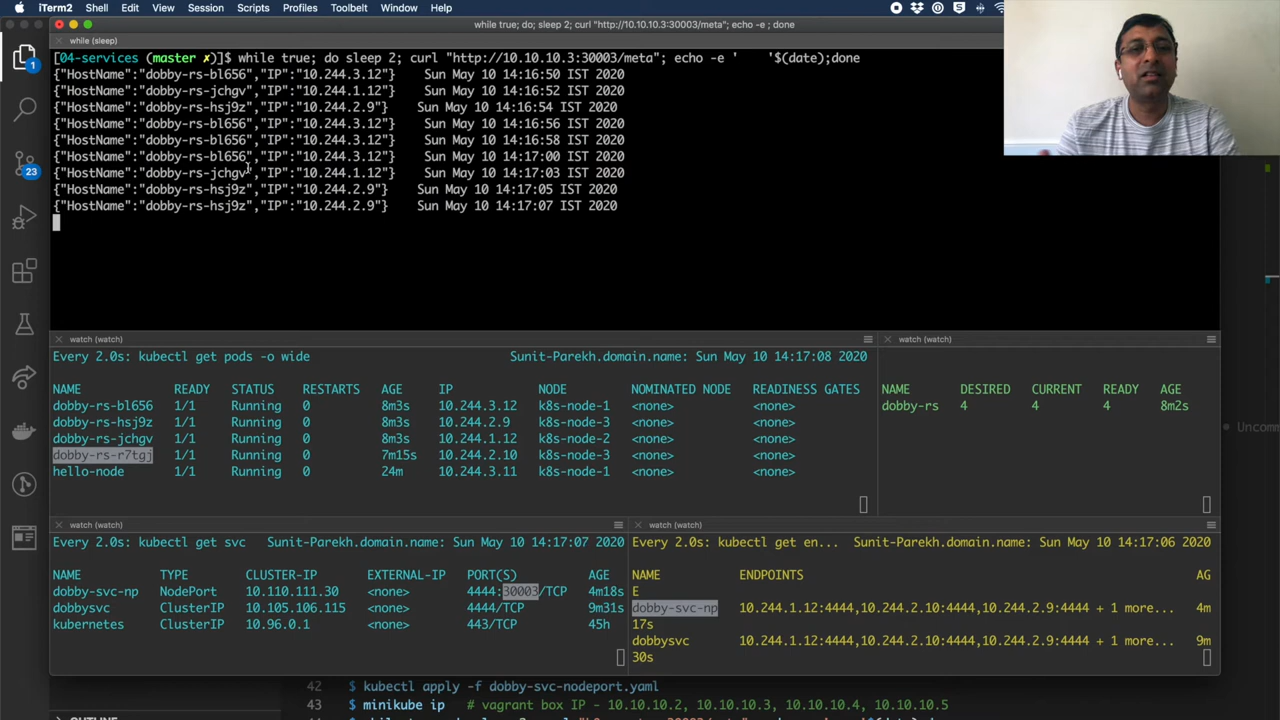 iTerm2 Shell Edit View Session Scripts Profiles Toolbelt Window Help
while true; do; sleep 2; curl "http://10.10.10.3:30003/meta"; echo -e ; done
while (sleep)
[04-services (master ✗)]$ while true; do sleep 2; curl "http://10.10.10.3:30003/meta"; echo -e '     '$(date);done
{"HostName":"dobby-rs-bl656","IP":"10.244.3.12"}    Sun May 10 14:16:50 IST 2020
{"HostName":"dobby-rs-jchgv","IP":"10.244.1.12"}    Sun May 10 14:16:52 IST 2020
{"HostName":"dobby-rs-hsj9z","IP":"10.244.2.9"}    Sun May 10 14:16:54 IST 2020
{"HostName":"dobby-rs-bl656","IP":"10.244.3.12"}    Sun May 10 14:16:56 IST 2020
{"HostName":"dobby-rs-bl656","IP":"10.244.3.12"}    Sun May 10 14:16:58 IST 2020
{"HostName":"dobby-rs-bl656","IP":"10.244.3.12"}    Sun May 10 14:17:00 IST 2020
{"HostName":"dobby-rs-jchgv","IP":"10.244.1.12"}    Sun May 10 14:17:03 IST 2020
{"HostName":"dobby-rs-hsj9z","IP":"10.244.2.9"}    Sun May 10 14:17:05 IST 2020
{"HostName":"dobby-rs-hsj9z","IP":"10.244.2.9"}    Sun May 10 14:17:07 IST 2020
1
23
watch (watch)
Every 2.0s: kubectl get pods -o wide Sunit-Parekh.domain.name: Sun May 10 14:17:08 2020
NAME READY STATUS RESTARTS AGE IP NODE NOMINATED NODE READINESS GATES
dobby-rs-bl656 1/1 Running 0 8m3s 10.244.3.12 k8s-node-1 <none> <none>
dobby-rs-hsj9z 1/1 Running 0 8m3s 10.244.2.9 k8s-node-3 <none> <none>
dobby-rs-jchgv 1/1 Running 0 8m3s 10.244.1.12 k8s-node-2 <none> <none>
dobby-rs-r7tgj 1/1 Running 0 7m15s 10.244.2.10 k8s-node-3 <none> <none>
hello-node 1/1 Running 0 24m 10.244.3.11 k8s-node-1 <none> <none>
watch (watch)
NAME DESIRED CURRENT READY AGE
dobby-rs 4 4 4 8m2s
Uncomm
watch (watch)
Every 2.0s: kubectl get svc Sunit-Parekh.domain.name: Sun May 10 14:17:07 2020
NAME TYPE CLUSTER-IP EXTERNAL-IP PORT(S) AGE
dobby-svc-np NodePort 10.110.111.30 <none> 4444:30003/TCP 4m18s
dobbysvc ClusterIP 10.105.106.115 <none> 4444/TCP 9m31s
kubernetes ClusterIP 10.96.0.1 <none> 443/TCP 45h
watch (watch)
Every 2.0s: kubectl get en... Sunit-Parekh.domain.name: Sun May 10 14:17:06 2020
NAME ENDPOINTS AG
E
dobby-svc-np 10.244.1.12:4444,10.244.2.10:4444,10.244.2.9:4444 + 1 more... 4m
17s
dobbysvc 10.244.1.12:4444,10.244.2.10:4444,10.244.2.9:4444 + 1 more... 9m
30s
42 $ kubectl apply -f dobby-svc-nodeport.yaml
43 $ minikube ip # vagrant box IP - 10.10.10.2, 10.10.10.3, 10.10.10.4, 10.10.10.5